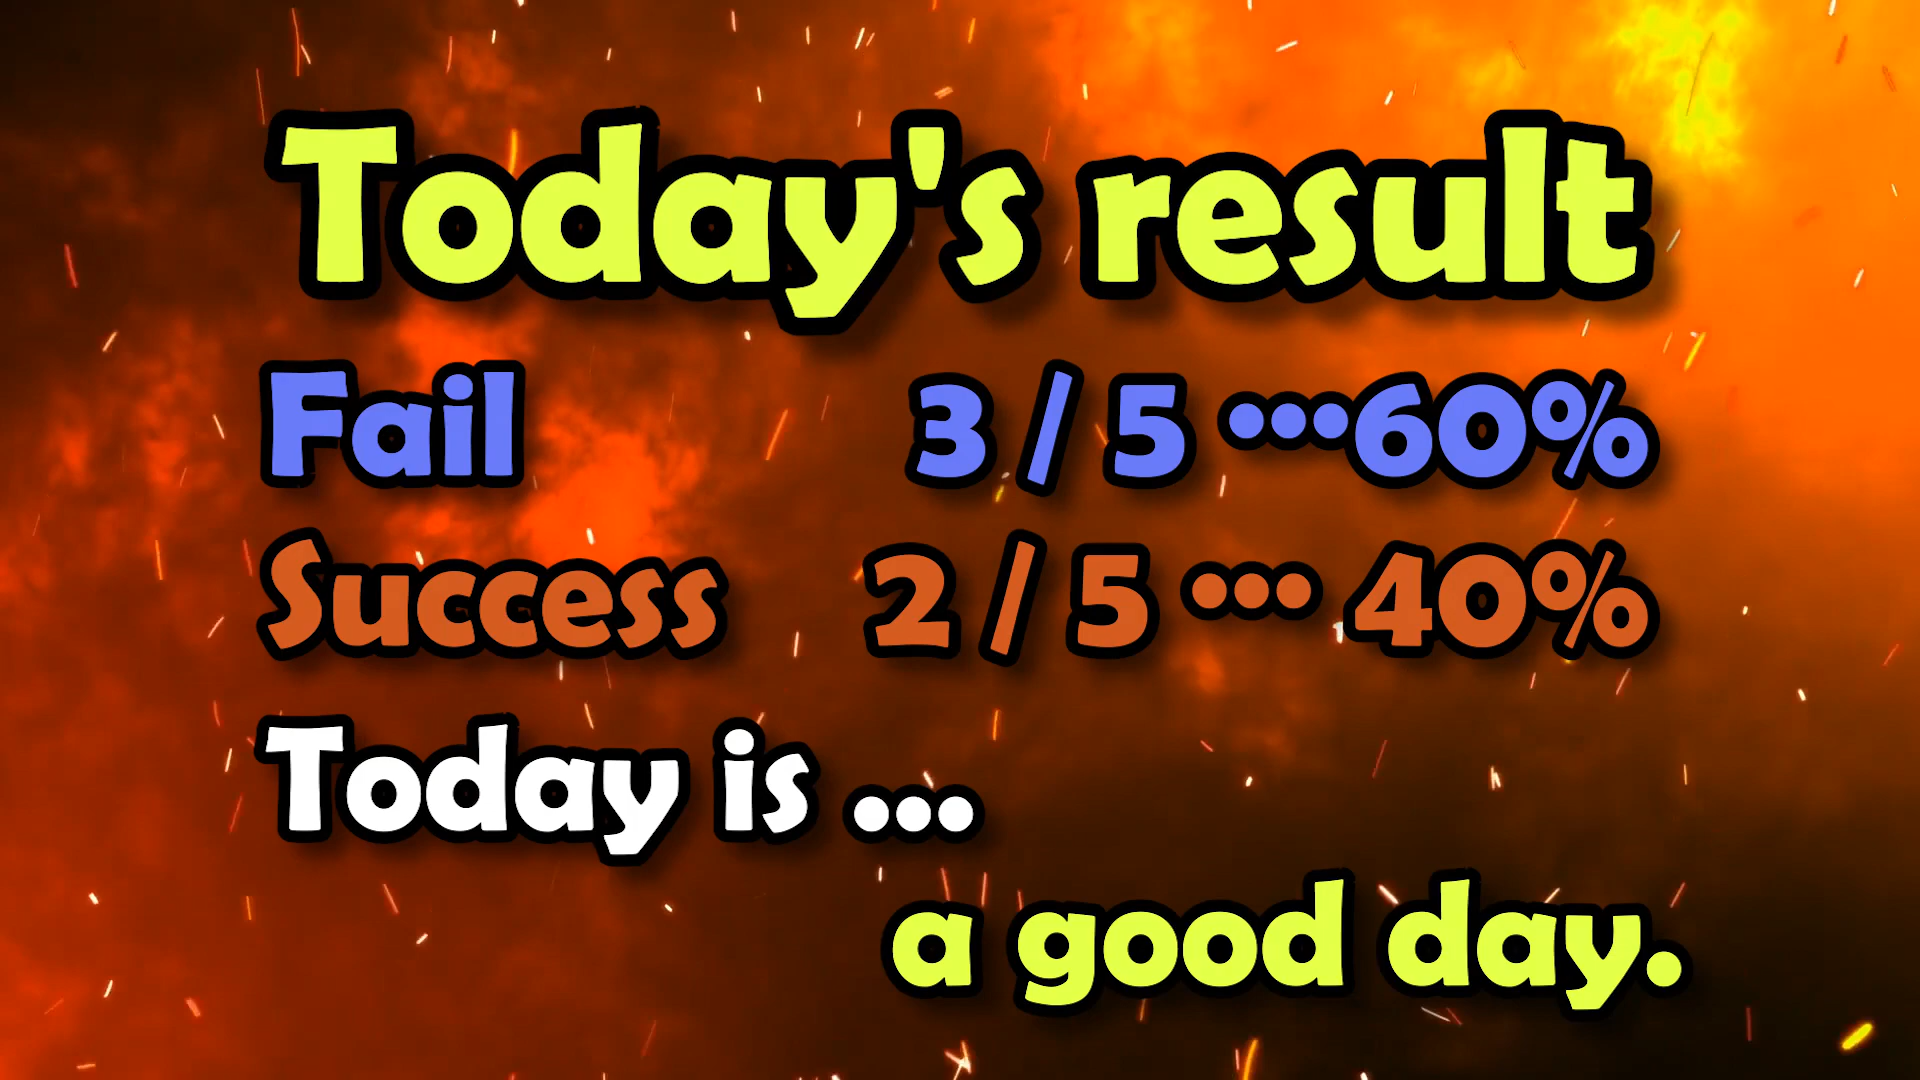 Today's result
Fail 3 / 5 …60%
Success 2 / 5 … 40%
Today is ...
a good day.